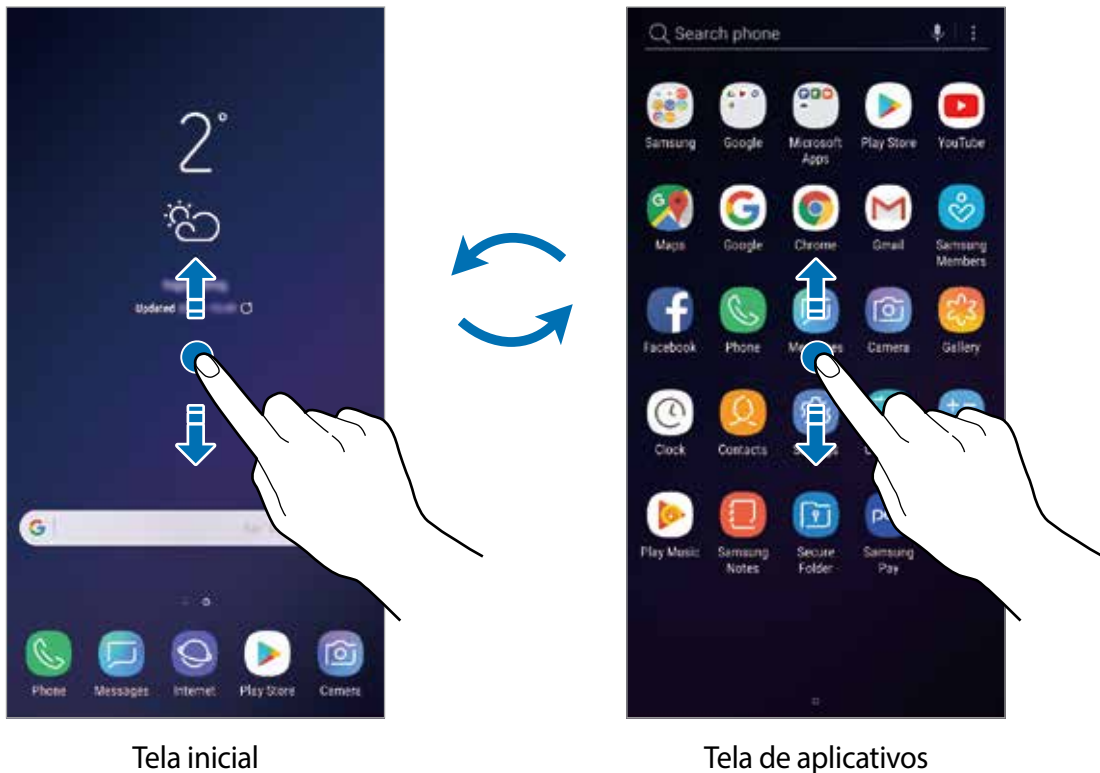 2°
Updated
G
Phone Messages Internet Play Store Camera
Tela inicial
Search phone
Samsung Google Microsoft Apps Play Store YouTube
Maps Google Chrome Gmail Samsung Members
Facebook Phone Camera Gallery
Clock Contacts
Play Music Samsung Notes Secure Folder Samsung Pay
Tela de aplicativos